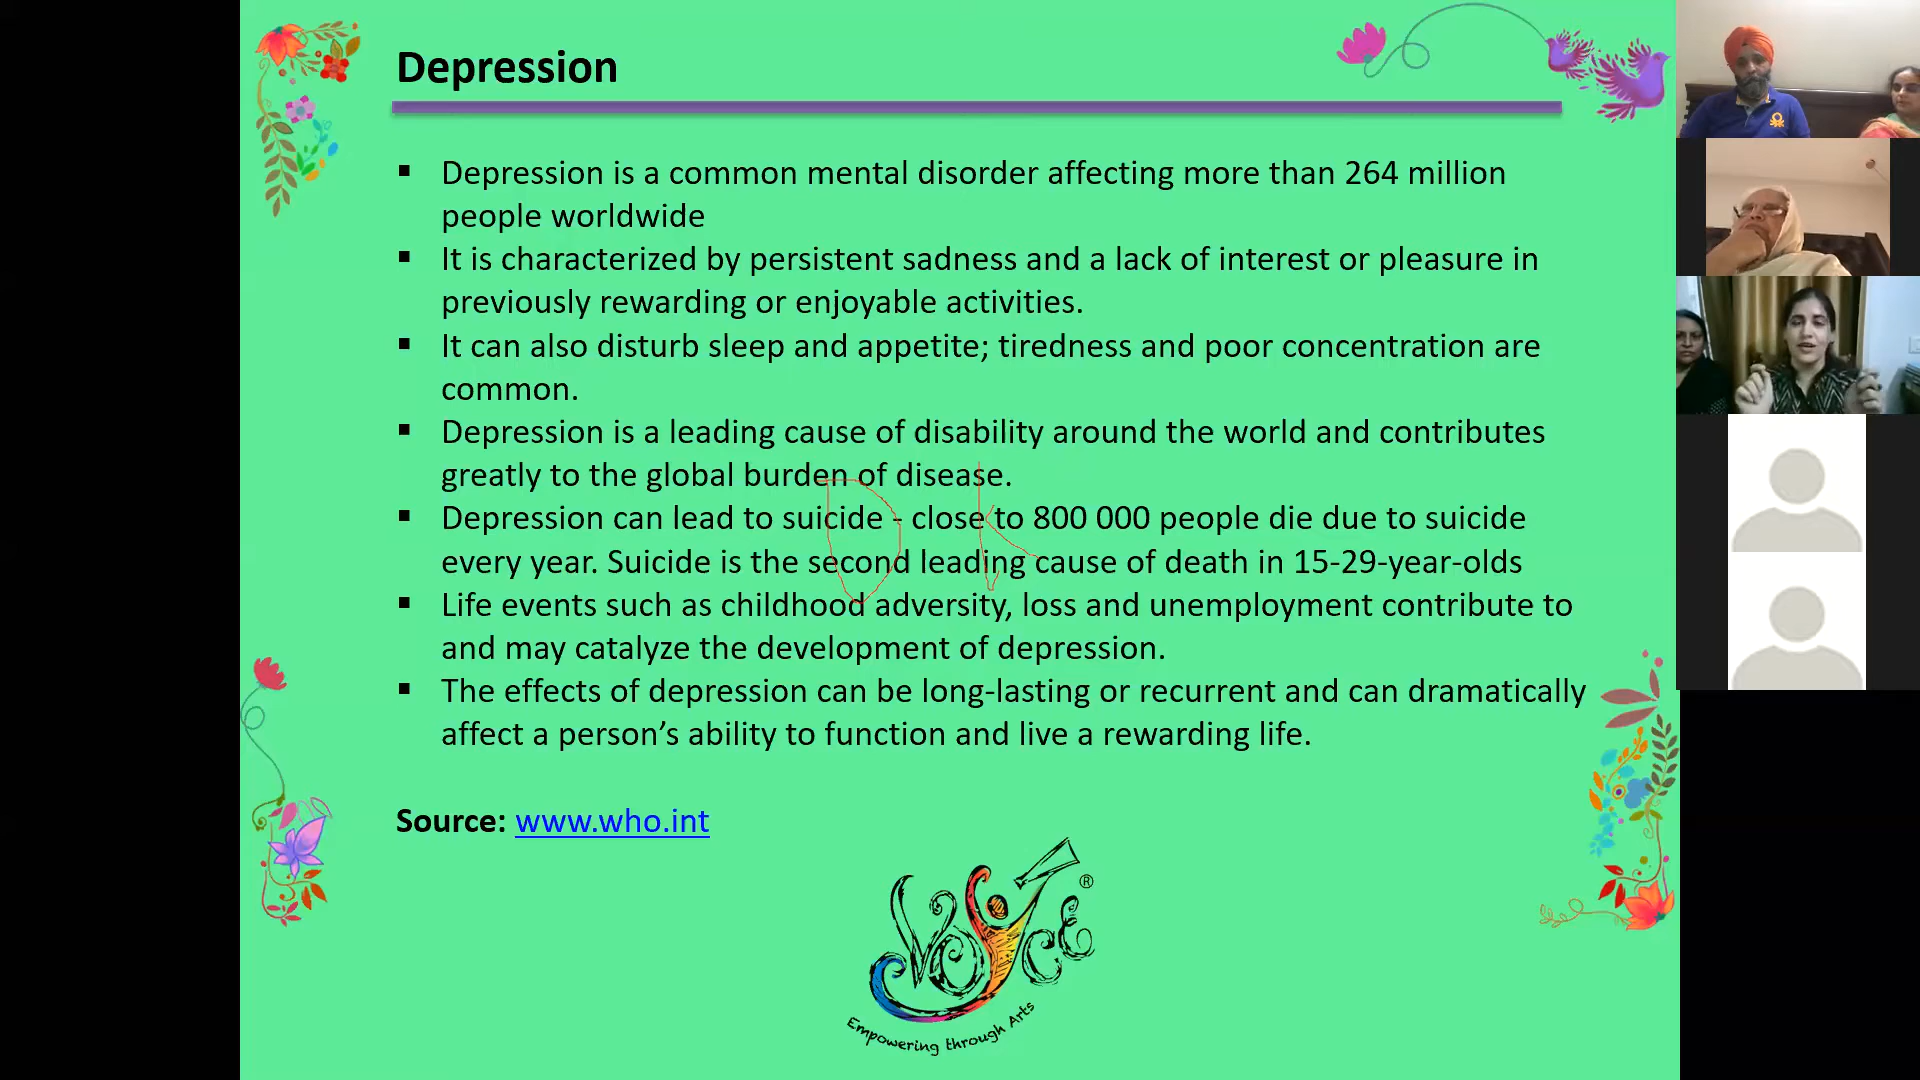 Depression
▪ Depression is a common mental disorder affecting more than 264 million
people worldwide
▪ It is characterized by persistent sadness and a lack of interest or pleasure in
previously rewarding or enjoyable activities.
▪ It can also disturb sleep and appetite; tiredness and poor concentration are
common.
▪ Depression is a leading cause of disability around the world and contributes
greatly to the global burden of disease.
▪ Depression can lead to suicide - close to 800 000 people die due to suicide
every year. Suicide is the second leading cause of death in 15-29-year-olds
▪ Life events such as childhood adversity, loss and unemployment contribute to
and may catalyze the development of depression.
▪ The effects of depression can be long-lasting or recurrent and can dramatically
affect a person’s ability to function and live a rewarding life.
Source: www.who.int
VOYCE ®
Empowering through Arts